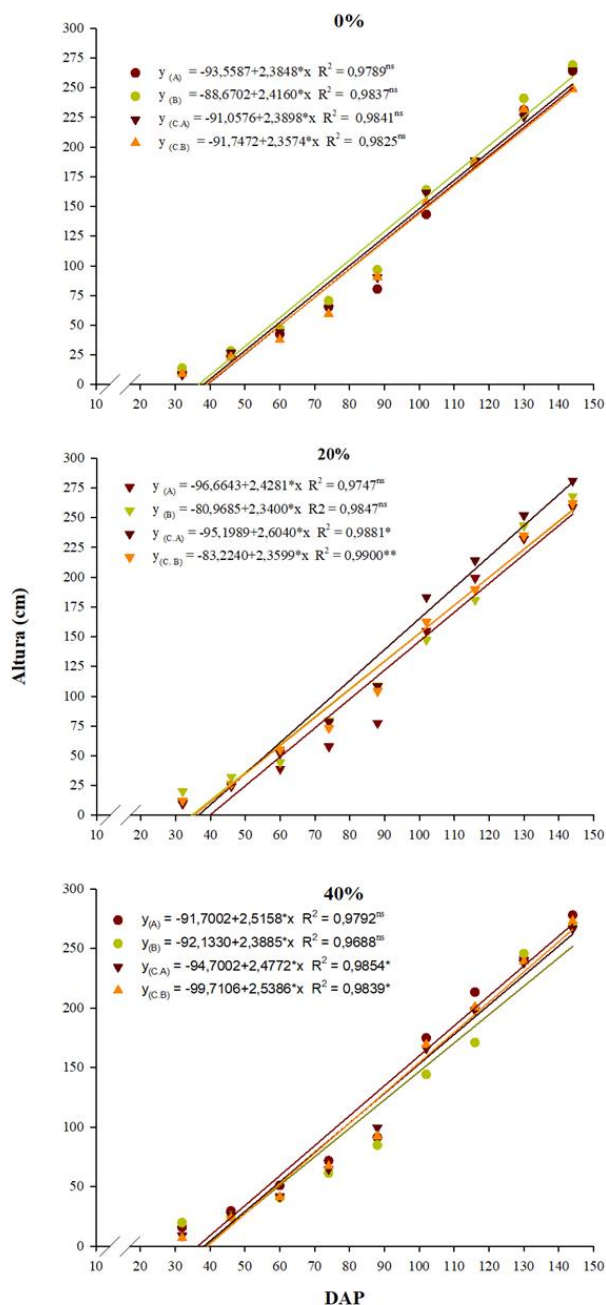 0%
300
275
250
225
200
175
150
125
100
75
50
25
0
y (A) = -93,5587+2,3848*x R² = 0,9789ns
y (B) = -88,6702+2,4160*x R² = 0,9837ns
y (C.A) = -91,0576+2,3898*x R² = 0,9841ns
y (C.B) = -91,7472+2,3574*x R² = 0,9825ns
10 20 30 40 50 60 70 80 90 100 110 120 130 140 150
20%
300
275
250
225
200
175
150
125
100
75
50
25
0
y (A) = -96,6643+2,4281*x R² = 0,9747ns
y (B) = -80,9685+2,3400*x R2 = 0,9847ns
y (C.A) = -95,1989+2,6040*x R² = 0,9881*
y (C. B) = -83,2240+2,3599*x R² = 0,9900**
10 20 30 40 50 60 70 80 90 100 110 120 130 140 150
Altura (cm)
40%
300
250
200
150
100
50
0
y(A) = -91,7002+2,5158*x R² = 0,9792ns
y(B) = -92,1330+2,3885*x R² = 0,9688ns
y(C.A) = -94,7002+2,4772*x R² = 0,9854*
y(C.B) = -99,7106+2,5386*x R² = 0,9839*
10 20 30 40 50 60 70 80 90 100 110 120 130 140 150
DAP